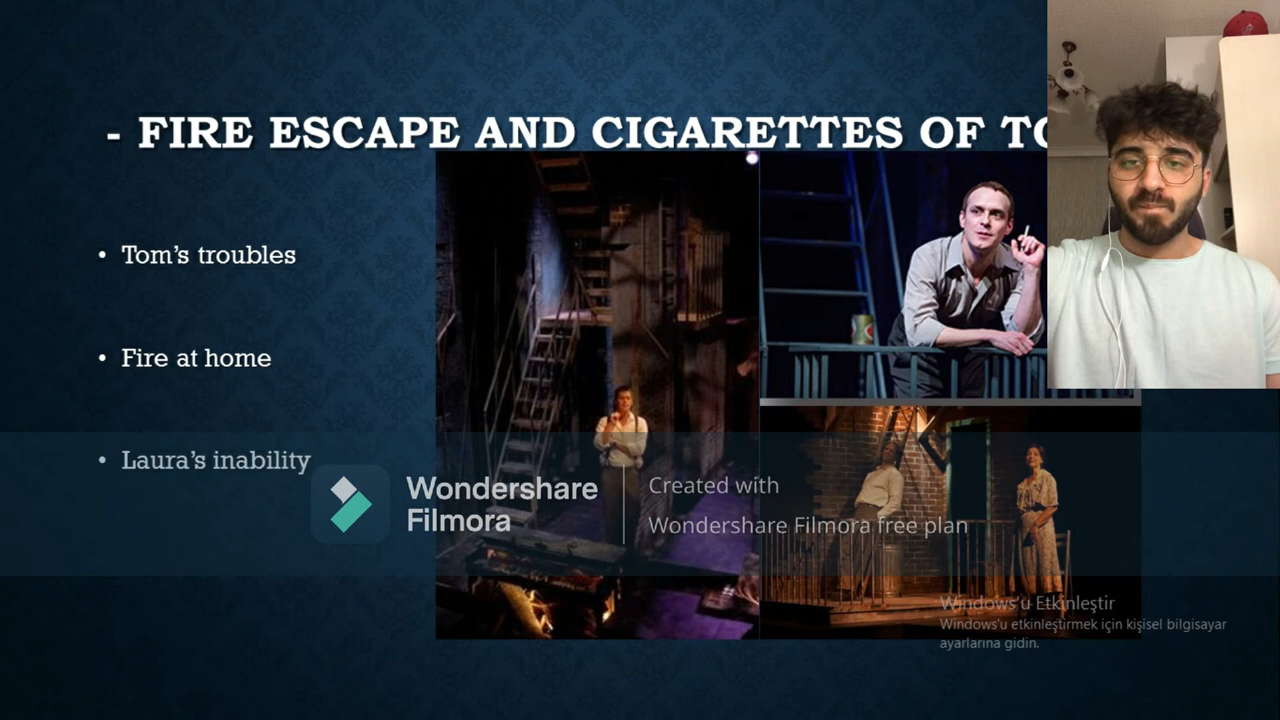 - FIRE ESCAPE AND CIGARETTES OF
• Tom's troubles
• Fire at home
• Laura's inability
Wondershare
Filmora
Created with
Wondershare Filmora free plan
Windows'u Etkinleştir
Windows'u etkinleştirmek için kişisel bilgisayar
ayarlarına gidin.